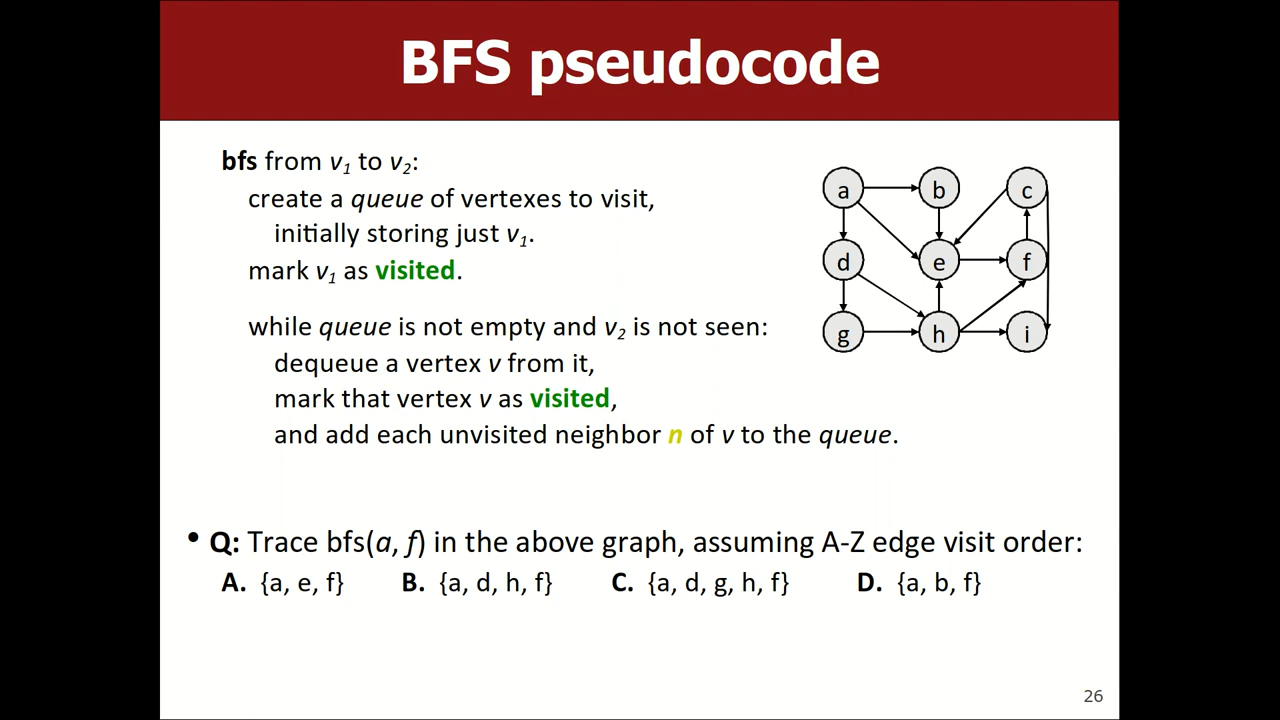 BFS pseudocode
bfs from v1 to v2:
create a queue of vertexes to visit,
initially storing just v1.
mark v1 as visited.
while queue is not empty and v2 is not seen:
dequeue a vertex v from it,
mark that vertex v as visited,
and add each unvisited neighbor n of v to the queue.
a b c
d e f
g h i
• Q: Trace bfs(a, f) in the above graph, assuming A-Z edge visit order:
A. {a, e, f} B. {a, d, h, f} C. {a, d, g, h, f} D. {a, b, f}
26